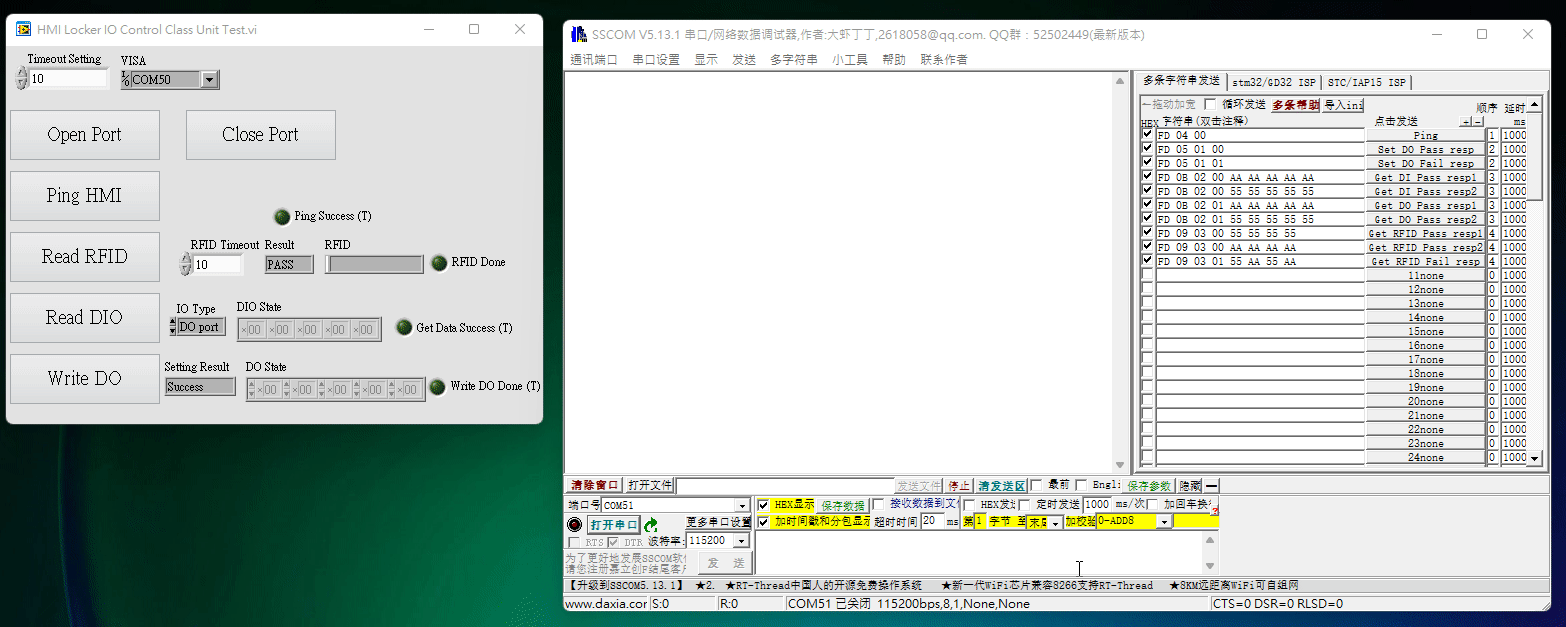 HMI Locker IO Control Class Unit Test.vi
Timeout Setting
10
VISA
COM50
Open Port
Close Port
Ping HMI
Ping Success (T)
Read RFID
RFID Timeout
10
Result
PASS
RFID
RFID Done
Read DIO
IO Type
DO port
DIO State
×00 ×00 ×00 ×00 ×00
Get Data Success (T)
Write DO
Setting Result
Success
DO State
×00 ×00 ×00 ×00 ×00
Write DO Done (T)
SSCOM V5.13.1 串口/网络数据调试器,作者:大虾丁丁,2618058@qq.com. QQ群：52502449(最新版本)
通讯端口 串口设置 显示 发送 多字符串 小工具 帮助 联系作者
多条字符串发送 stm32/GD32 ISP STC/IAP15 ISP
一拖动加宽 循环发送 多条帮助 导入ini 顺序 延时
HEX 字符串(双击注释) 点击发送 +- ms
FD 04 00 Ping 1 1000
FD 05 01 00 Set DO Pass resp 2 1000
FD 05 01 01 Set DO Fail resp 2 1000
FD 0B 02 00 AA AA AA AA AA Get DI Pass resp1 3 1000
FD 0B 02 00 55 55 55 55 55 Get DI Pass resp2 3 1000
FD 0B 02 01 AA AA AA AA AA Get DO Pass resp1 3 1000
FD 0B 02 01 55 55 55 55 55 Get DO Pass resp2 3 1000
FD 09 03 00 55 55 55 55 Get RFID Pass resp1 4 1000
FD 09 03 00 AA AA AA AA Get RFID Pass resp2 4 1000
FD 09 03 01 55 AA 55 AA Get RFID Fail resp 4 1000
11none 0 1000
12none 0 1000
13none 0 1000
14none 0 1000
15none 0 1000
16none 0 1000
17none 0 1000
18none 0 1000
19none 0 1000
20none 0 1000
21none 0 1000
22none 0 1000
23none 0 1000
24none 0 1000
清除窗口 打开文件 发送文件 停止 清发送区 最前 Engl: 保存参数 隐藏
端口号 COM51 HEX显示 保存数据 接收数据到文 HEX发 定时发送 1000 ms/次 加回车换
打开串口 更多串口设置 加时间戳和分包显示 超时时间 20 ms 第1 字节 至 末尾 加校验 0-ADD8
RTS DTR 波特率: 115200
为了更好地发展SSCOM软件
请您注册嘉立创F结尾客户
发 送
【升级到SSCOM5.13.1】 ★2. ★RT-Thread中国人的开源免费操作系统 ★新一代WiFi芯片兼容8266支持RT-Thread ★8KM远距离WiFi可自组网
www.daxia.cor S:0 R:0 COM51 已关闭 115200bps,8,1,None,None CTS=0 DSR=0 RLSD=0